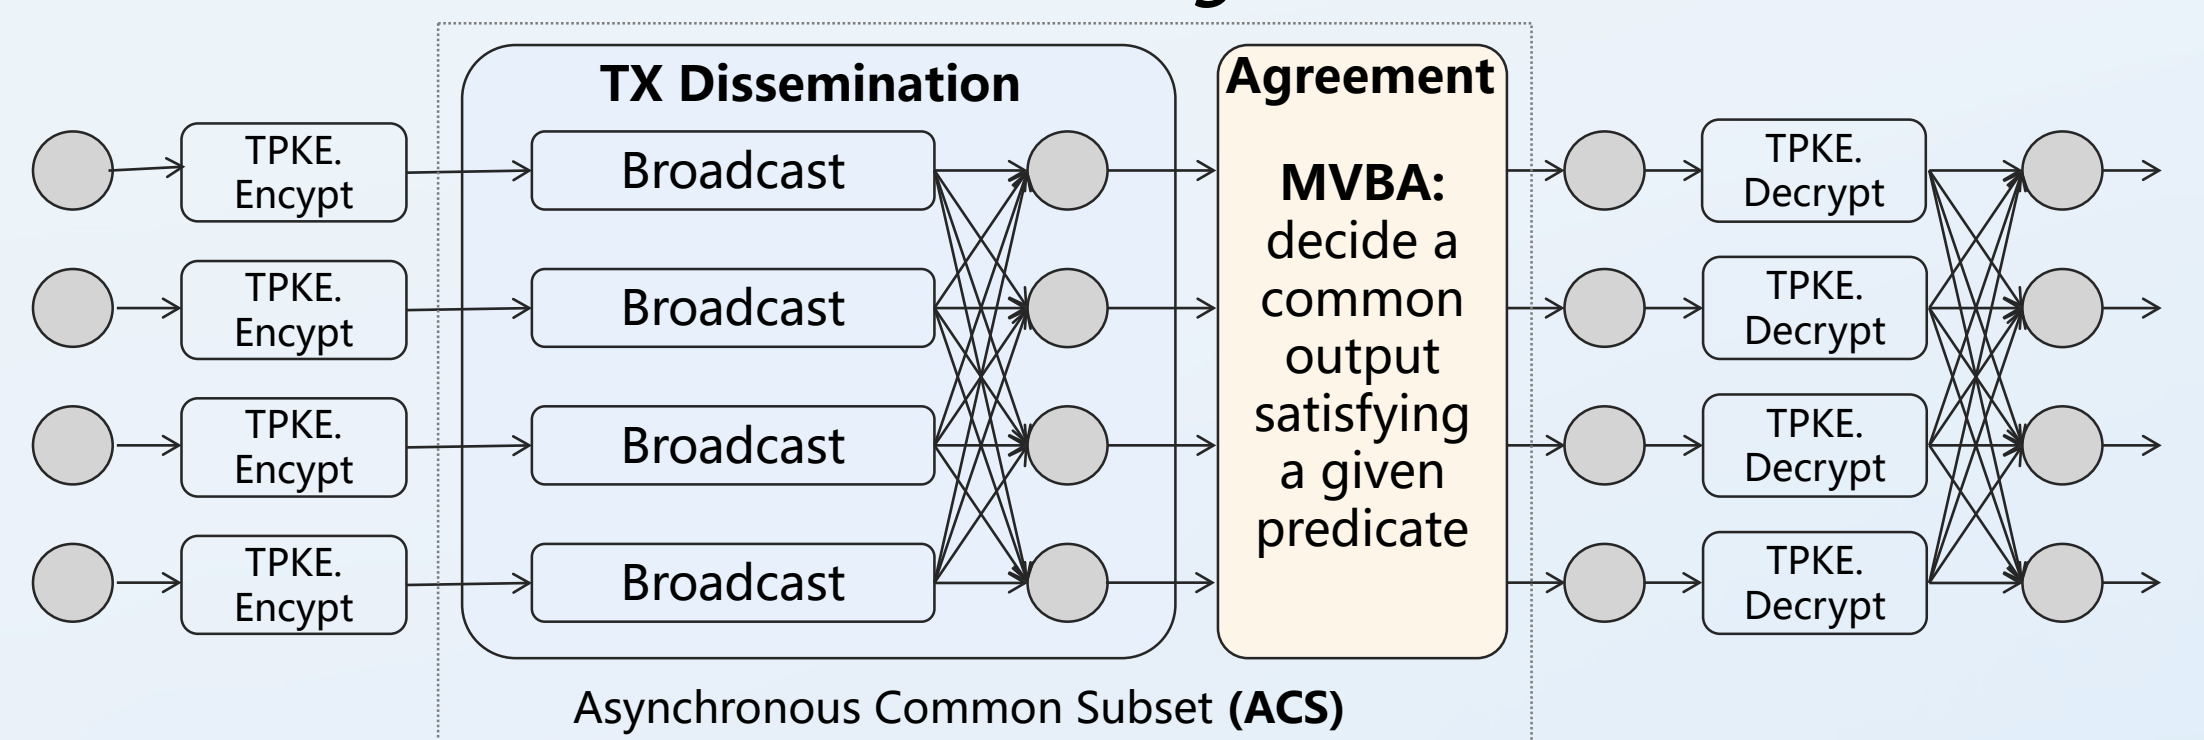 TX Dissemination
Agreement
TPKE.
Encypt
Broadcast
TPKE.
Encypt
Broadcast
TPKE.
Encypt
Broadcast
TPKE.
Encypt
Broadcast
MVBA:
decide a
common
output
satisfying
a given
predicate
TPKE.
Decrypt
TPKE.
Decrypt
TPKE.
Decrypt
TPKE.
Decrypt
Asynchronous Common Subset (ACS)